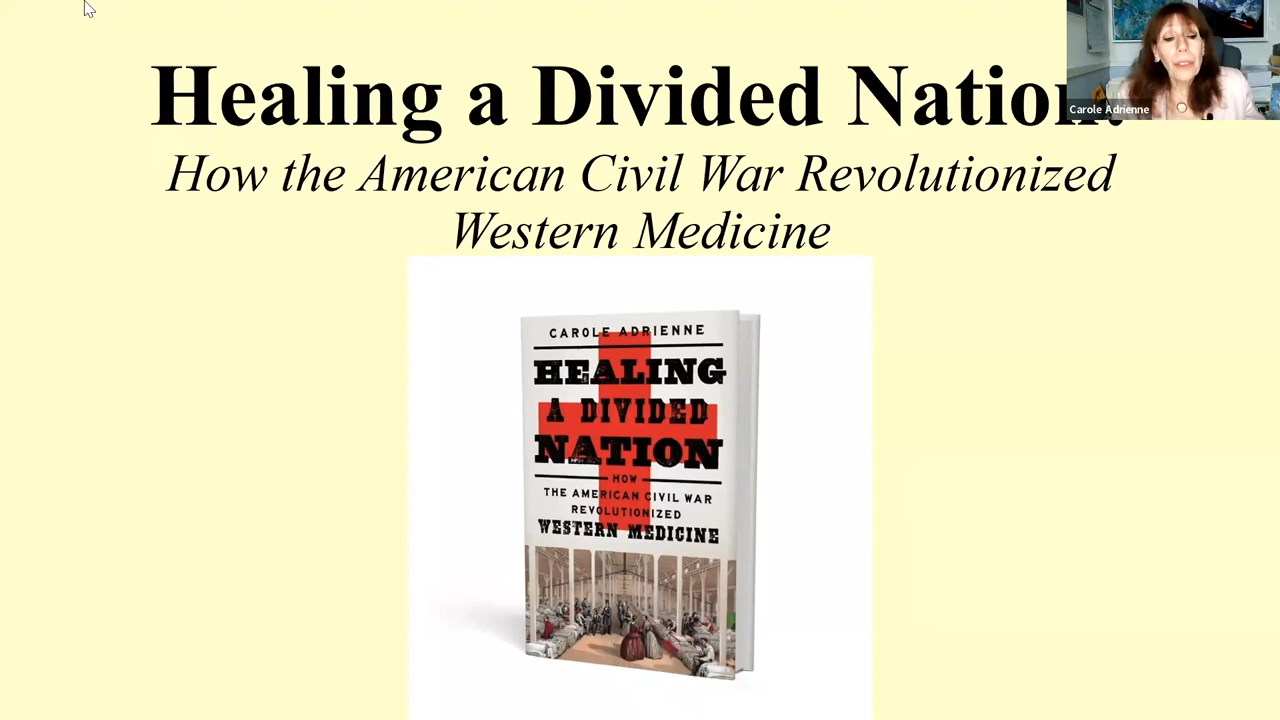 Healing a Divided Nation:
How the American Civil War Revolutionized
Western Medicine
Carole Adrienne
CAROLE ADRIENNE
HEALING
A DIVIDED
NATION
HOW
THE AMERICAN CIVIL WAR
REVOLUTIONIZED
WESTERN MEDICINE